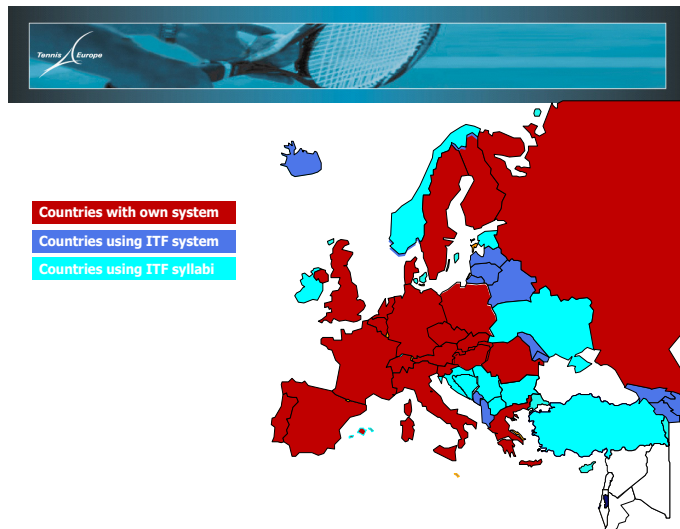 Tennis Europe
Countries with own system
Countries using ITF system
Countries using ITF syllabi